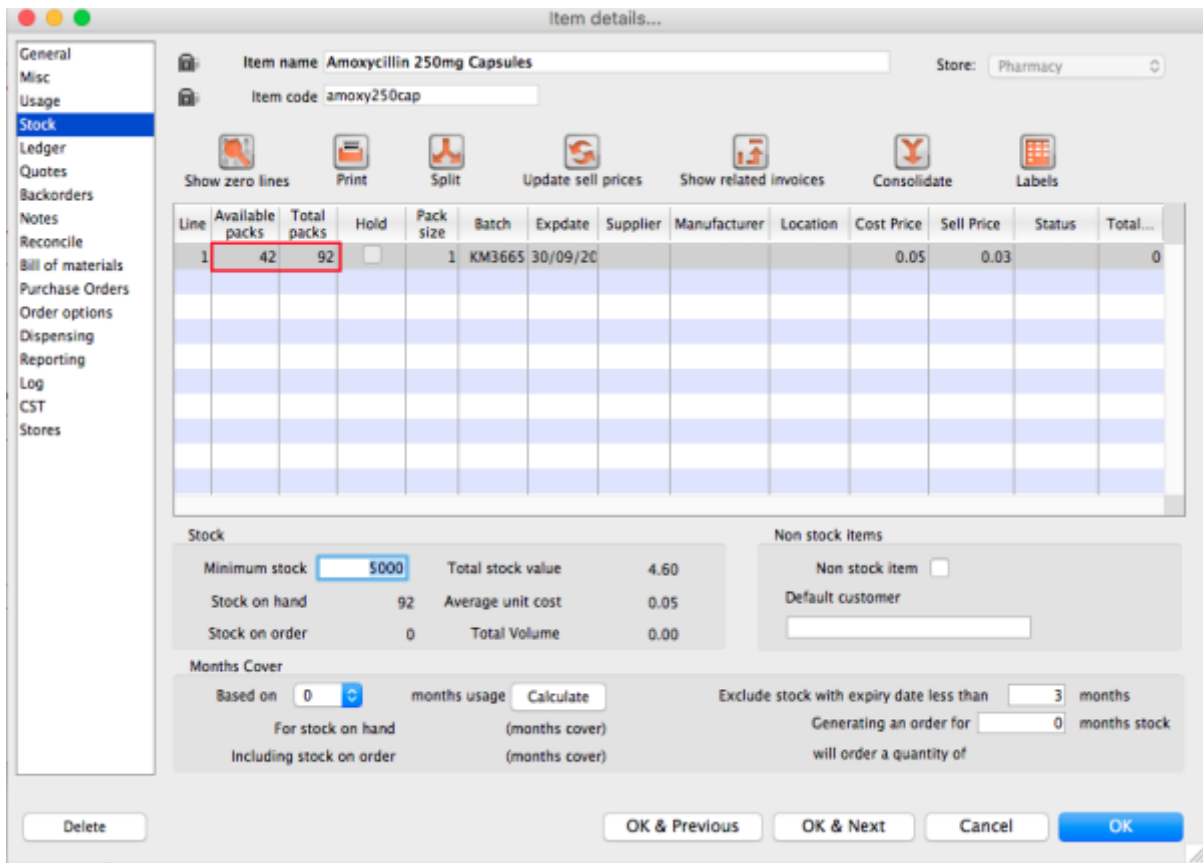 Item details...
General
Misc
Usage
Stock
Ledger
Quotes
Backorders
Notes
Reconcile
Bill of materials
Purchase Orders
Order options
Dispensing
Reporting
Log
CST
Stores
Item name Amoxycillin 250mg Capsules
Store: Pharmacy
Item code amoxy250cap
Show zero lines Print Split Update sell prices Show related invoices Consolidate Labels
Line Available packs Total packs Hold Pack size Batch Expdate Supplier Manufacturer Location Cost Price Sell Price Status Total...
1 42 92 1 KM3665 30/09/20 0.05 0.03 0
Stock
Minimum stock 5000 Total stock value 4.60
Stock on hand 92 Average unit cost 0.05
Stock on order 0 Total Volume 0.00
Non stock items
Non stock item
Default customer
Months Cover
Based on 0 months usage Calculate
For stock on hand (months cover)
Including stock on order (months cover)
Exclude stock with expiry date less than 3 months
Generating an order for 0 months stock
will order a quantity of
Delete OK & Previous OK & Next Cancel OK